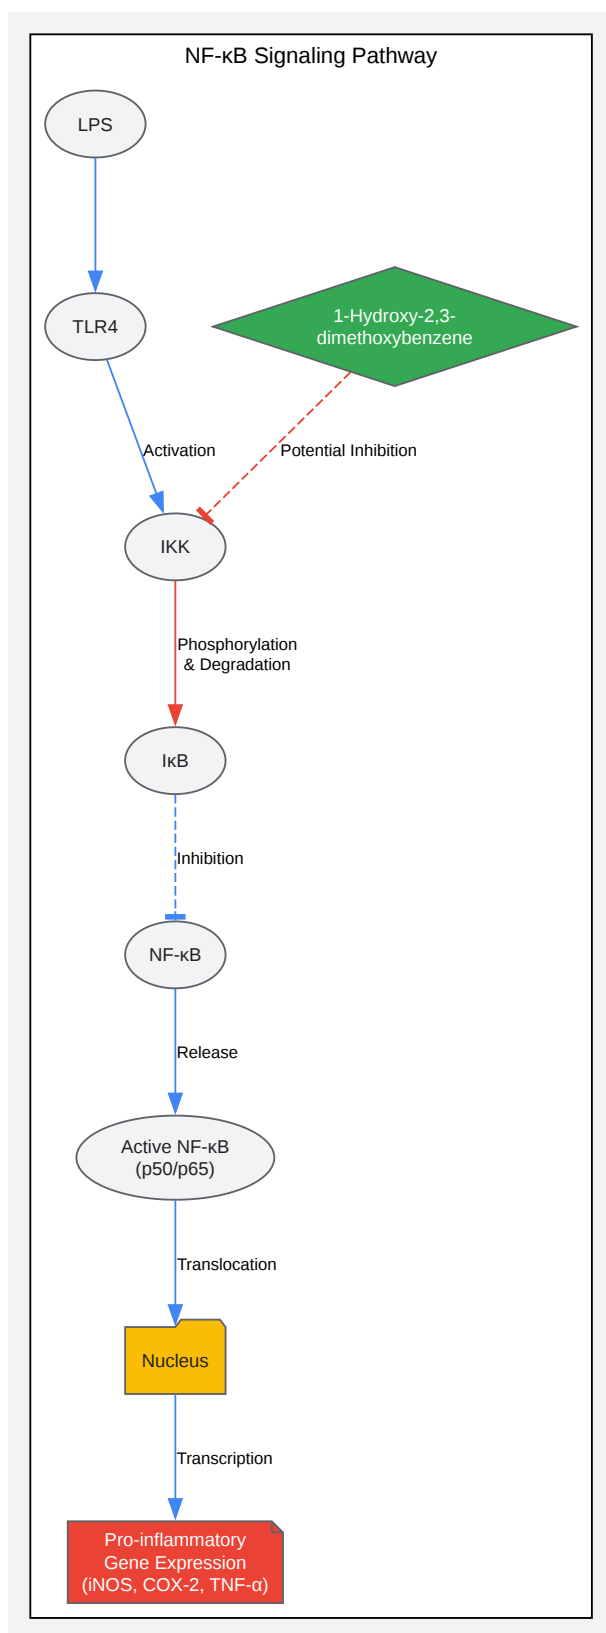 NF-κB Signaling Pathway
LPS
TLR4
1-Hydroxy-2,3-
dimethoxybenzene
Activation
Potential Inhibition
IKK
Phosphorylation
& Degradation
IκB
Inhibition
NF-κB
Release
Active NF-κB
(p50/p65)
Translocation
Nucleus
Transcription
Pro-inflammatory
Gene Expression
(iNOS, COX-2, TNF-α)